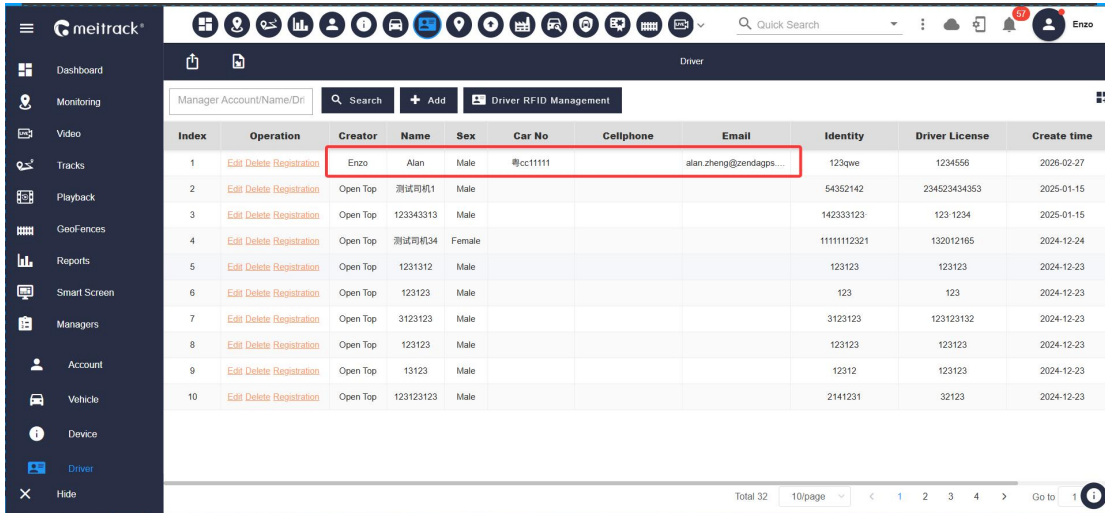 meitrack®
Quick Search
57
Enzo
Dashboard
Monitoring
Video
Tracks
Playback
GeoFences
Reports
Smart Screen
Managers
Account
Vehicle
Device
Driver
Hide
Driver
Manager Account/Name/Dri
Search
Add
Driver RFID Management
Index Operation Creator Name Sex Car No Cellphone Email Identity Driver License Create time
1 Edit Delete Registration Enzo Alan Male 粤cc11111 alan.zheng@zendagps.... 123qwe 1234556 2026-02-27
2 Edit Delete Registration Open Top 测试司机1 Male 54352142 234523434353 2025-01-15
3 Edit Delete Registration Open Top 123343313 Male 142333123· 123·1234 2025-01-15
4 Edit Delete Registration Open Top 测试司机34 Female 11111112321 132012165 2024-12-24
5 Edit Delete Registration Open Top 1231312 Male 123123 123123 2024-12-23
6 Edit Delete Registration Open Top 123123 Male 123 123 2024-12-23
7 Edit Delete Registration Open Top 3123123 Male 3123123 123123132 2024-12-23
8 Edit Delete Registration Open Top 123123 Male 123123 123123 2024-12-23
9 Edit Delete Registration Open Top 13123 Male 12312 123123 2024-12-23
10 Edit Delete Registration Open Top 123123123 Male 2141231 32123 2024-12-23
Total 32 10/page < 1 2 3 4 > Go to 1